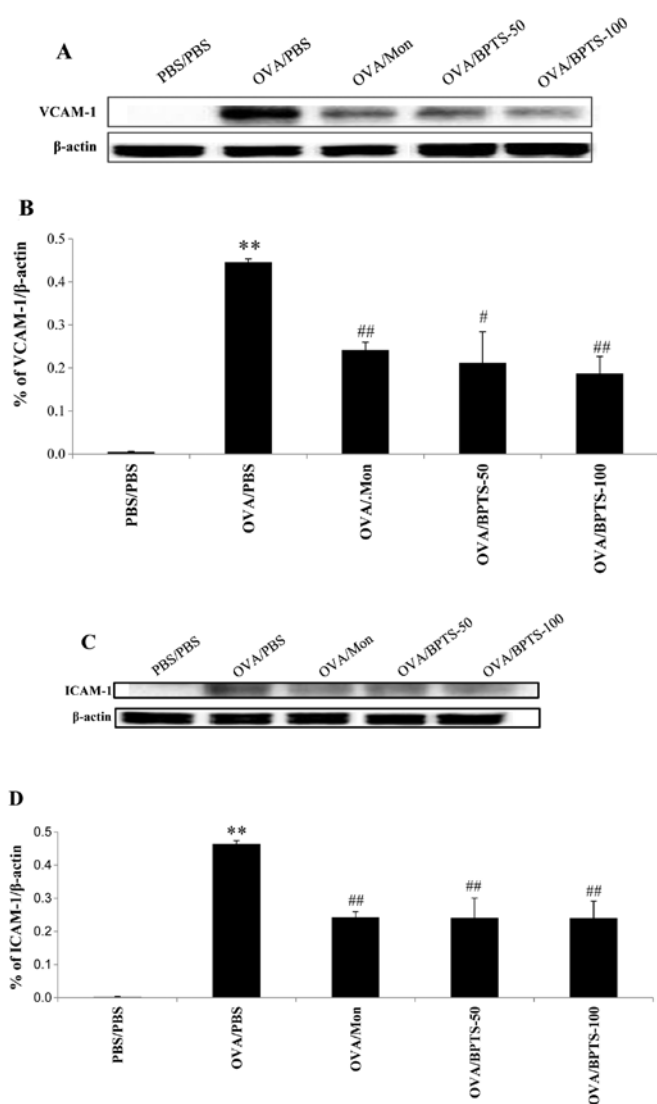 A
PBS/PBS OVA/PBS OVA/Mon OVA/BPTS-50 OVA/BPTS-100
VCAM-1
β-actin
B
% of VCAM-1/β-actin
0.5
0.4
0.3
0.2
0.1
0.0
**
##
#
##
PBS/PBS
OVA/PBS
OVA/.Mon
OVA/BPTS-50
OVA/BPTS-100
C
PBS/PBS OVA/PBS OVA/Mon OVA/BPTS-50 OVA/BPTS-100
ICAM-1
β-actin
D
% of ICAM-1/β-actin
0.5
0.4
0.3
0.2
0.1
0.0
**
##
##
##
PBS/PBS
OVA/PBS
OVA/Mon
OVA/BPTS-50
OVA/BPTS-100